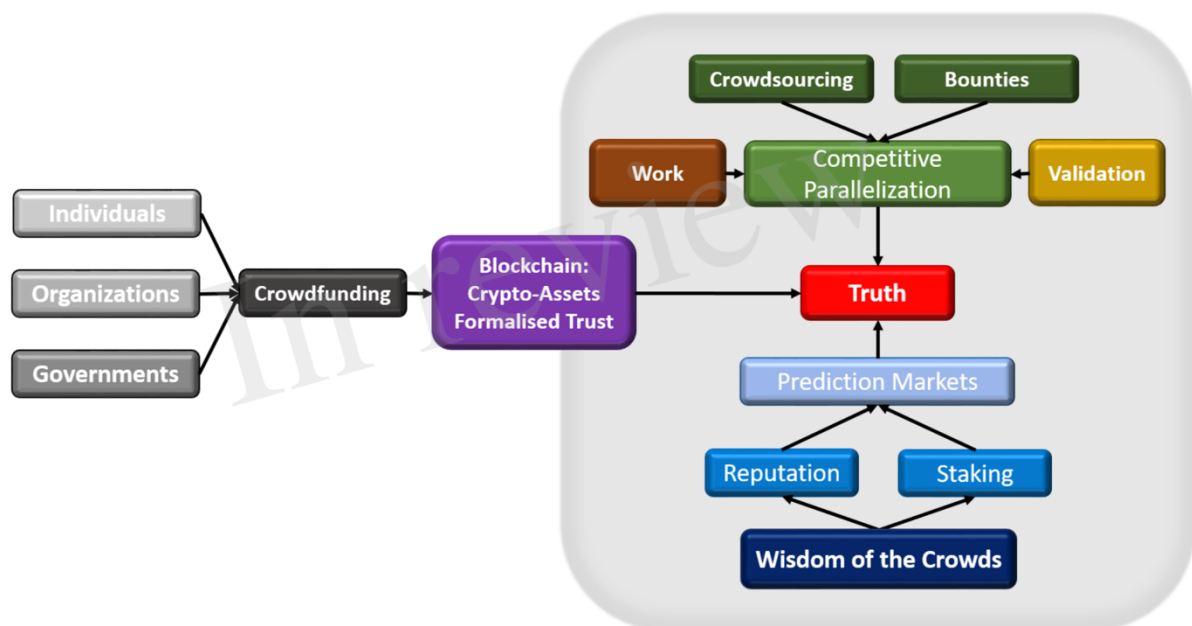 Crowdsourcing
Bounties
Work
Competitive
Parallelization
Validation
Individuals
Organizations
Governments
Crowdfunding
Blockchain:
Crypto-Assets
Formalised Trust
Truth
Prediction Markets
Reputation
Staking
Wisdom of the Crowds
In review